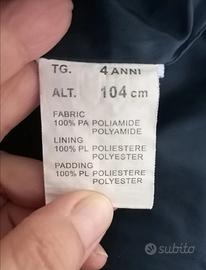 TG. 4 ANNI
ALT. 104 cm
FABRIC
100% PA POLIAMIDE
POLYAMIDE
LINING
100% PL POLIESTERE
POLYESTER
PADDING
100% PL POLIESTERE
POLYESTER
subito